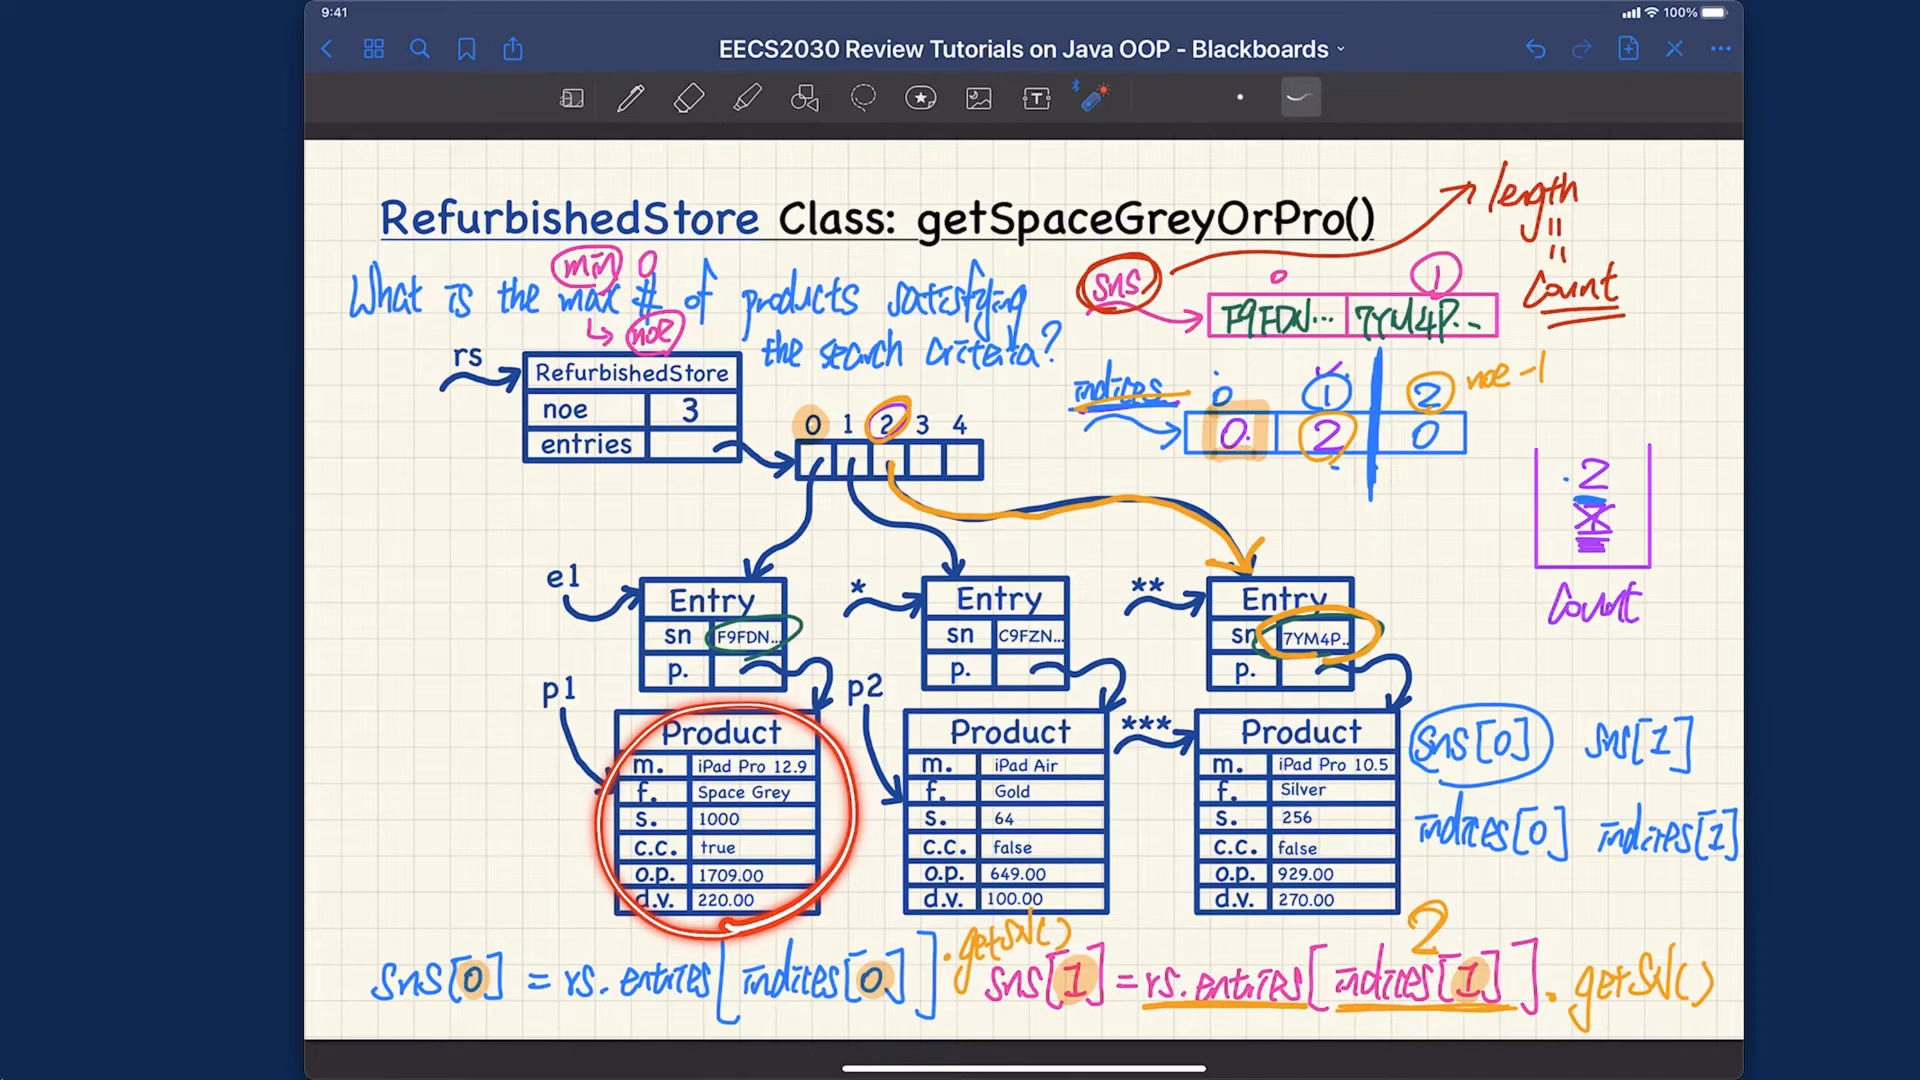 9:41
100%
EECS2030 Review Tutorials on Java OOP - Blackboards
RefurbishedStore Class: getSpaceGreyOrPro()
length
=
count
min 0
What is the max # of products satisfying
noe
the search criteria?
sns
0 1
F9FDN... 7YM4P...
indices
0 1 2 noe-1
0 2 0
rs
RefurbishedStore
noe 3
entries
0 1 2 3 4
2
Count
e1
Entry
sn F9FDN...
p.
*
Entry
sn C9FZN...
p.
**
Entry
sn 7YM4P...
p.
p1
Product
m. iPad Pro 12.9
f. Space Grey
s. 1000
c.c. true
o.p. 1709.00
d.v. 220.00
p2
Product
m. iPad Air
f. Gold
s. 64
c.c. false
o.p. 649.00
d.v. 100.00
***
Product
m. iPad Pro 10.5
f. Silver
s. 256
c.c. false
o.p. 929.00
d.v. 270.00
sns[0] sns[1]
indices[0] indices[1]
sns[0] = rs.entries[indices[0]].getSN()
2
sns[1] = rs.entries[indices[1]].getSN()